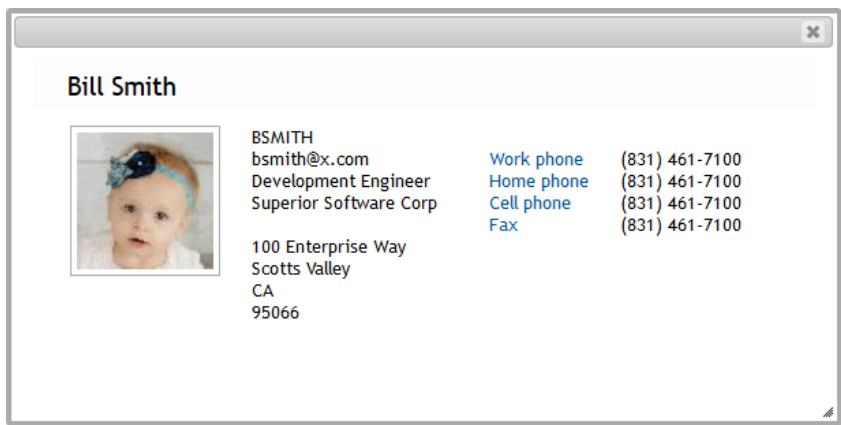 Bill Smith
BSMITH
bsmith@x.com
Development Engineer
Superior Software Corp
100 Enterprise Way
Scotts Valley
CA
95066
Work phone (831) 461-7100
Home phone (831) 461-7100
Cell phone (831) 461-7100
Fax (831) 461-7100